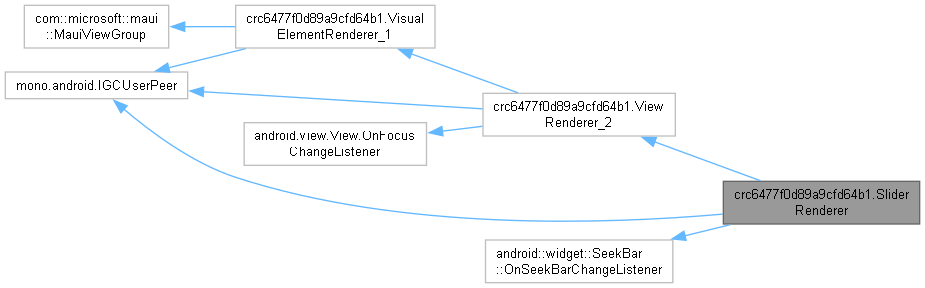 com::microsoft::maui
::MauiViewGroup
crc6477f0d89a9cfd64b1.Visual
ElementRenderer_1
mono.android.IGCUserPeer
crc6477f0d89a9cfd64b1.View
Renderer_2
android.view.View.OnFocus
ChangeListener
crc6477f0d89a9cfd64b1.Slider
Renderer
android::widget::SeekBar
::OnSeekBarChangeListener